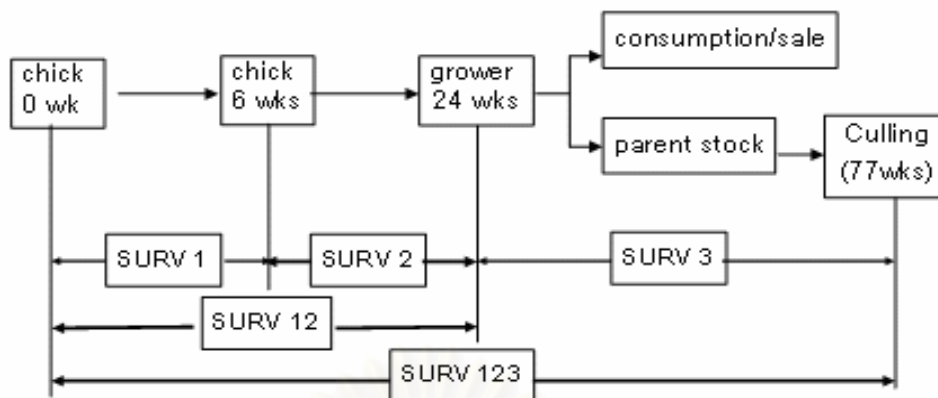 chick
0 wk
chick
6 wks
grower
24 wks
consumption/sale
parent stock
Culling
(77wks)
SURV 1
SURV 2
SURV 3
SURV 12
SURV 123